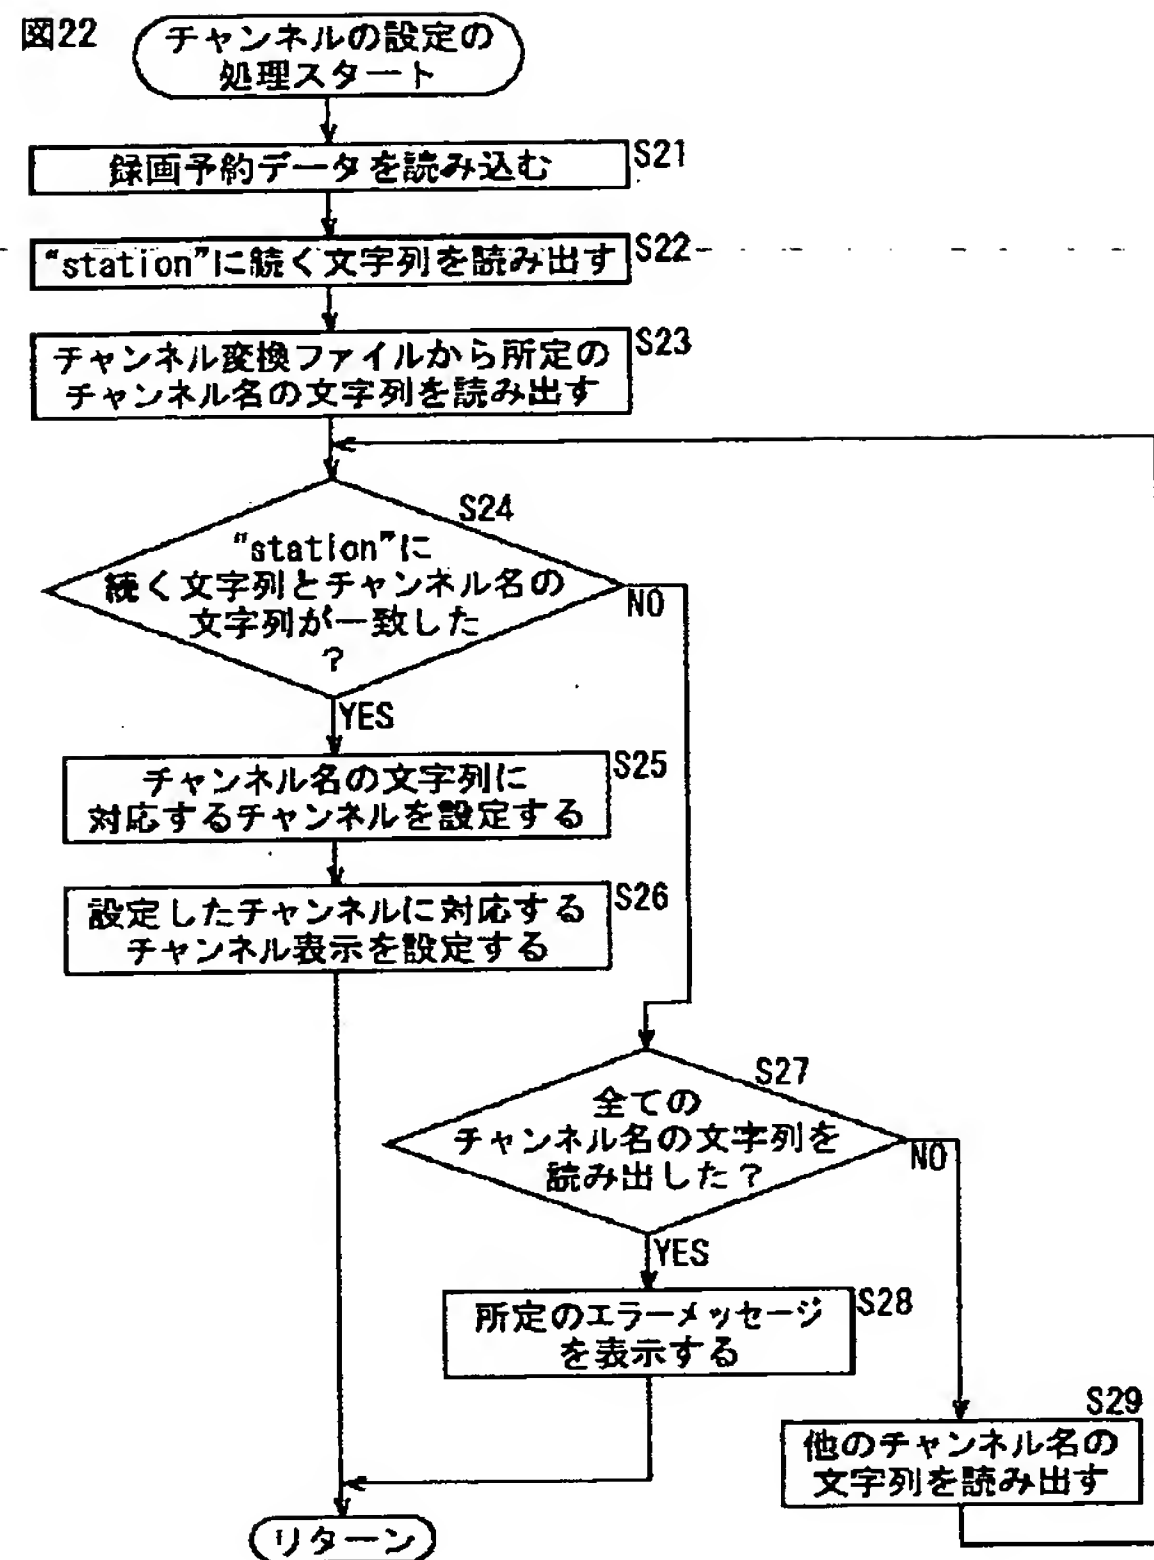 図22
チャンネルの設定の
処理スタート
録画予約データを読み込む
S21
“station”に続く文字列を読み出す
S22
チャンネル変換ファイルから所定の
チャンネル名の文字列を読み出す
S23
S24
“station”に
続く文字列とチャンネル名の
文字列が一致した
?
NO
YES
チャンネル名の文字列に
対応するチャンネルを設定する
S25
設定したチャンネルに対応する
チャンネル表示を設定する
S26
S27
全ての
チャンネル名の文字列を
読み出した?
NO
YES
所定のエラーメッセージ
を表示する
S28
S29
他のチャンネル名の
文字列を読み出す
リターン